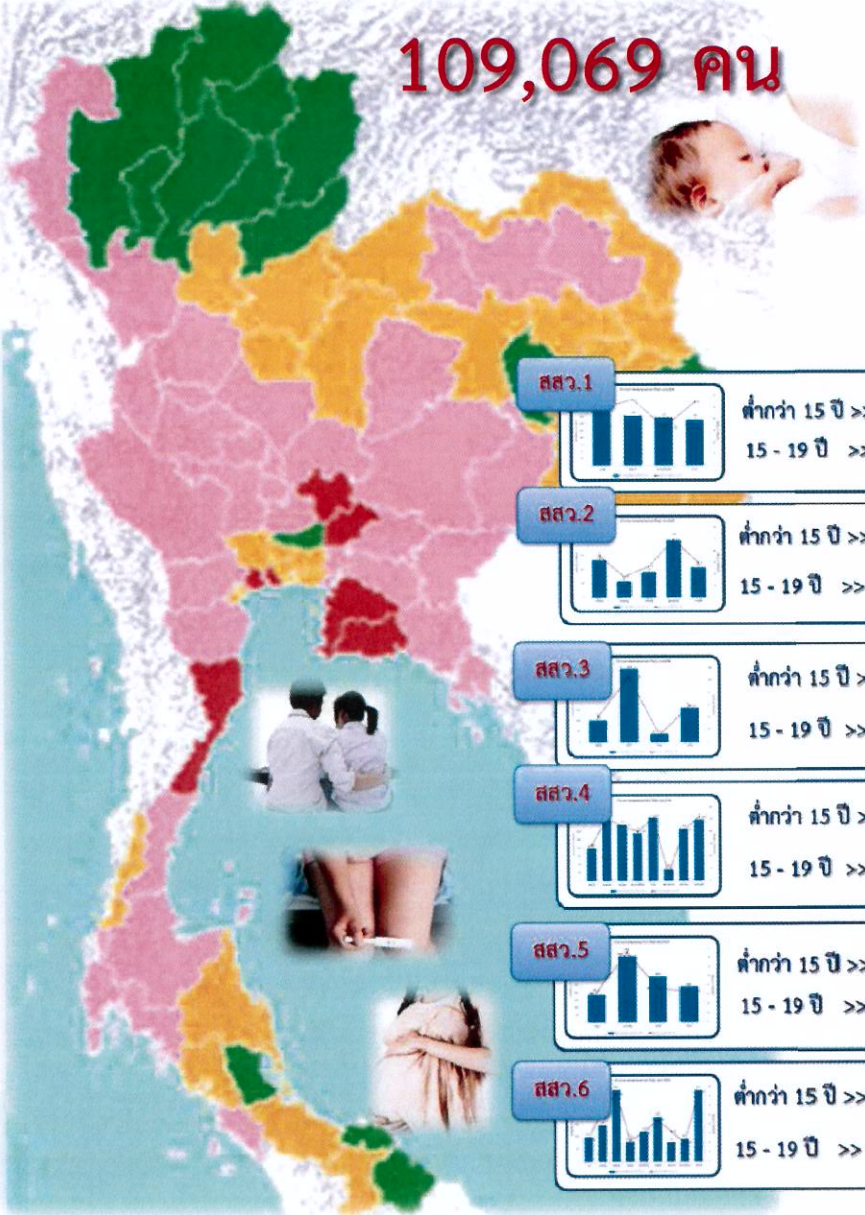 109,069 คน
สสว.1
ต่ำกว่า 15 ปี >>
15 - 19 ปี >>
สสว.2
ต่ำกว่า 15 ปี >>
15 - 19 ปี >>
สสว.3
ต่ำกว่า 15 ปี >
15 - 19 ปี >>
สสว.4
ต่ำกว่า 15 ปี >
15 - 19 ปี >>
สสว.5
ต่ำกว่า 15 ปี >>
15 - 19 ปี >>
สสว.6
ต่ำกว่า 15 ปี >>
15 - 19 ปี >>